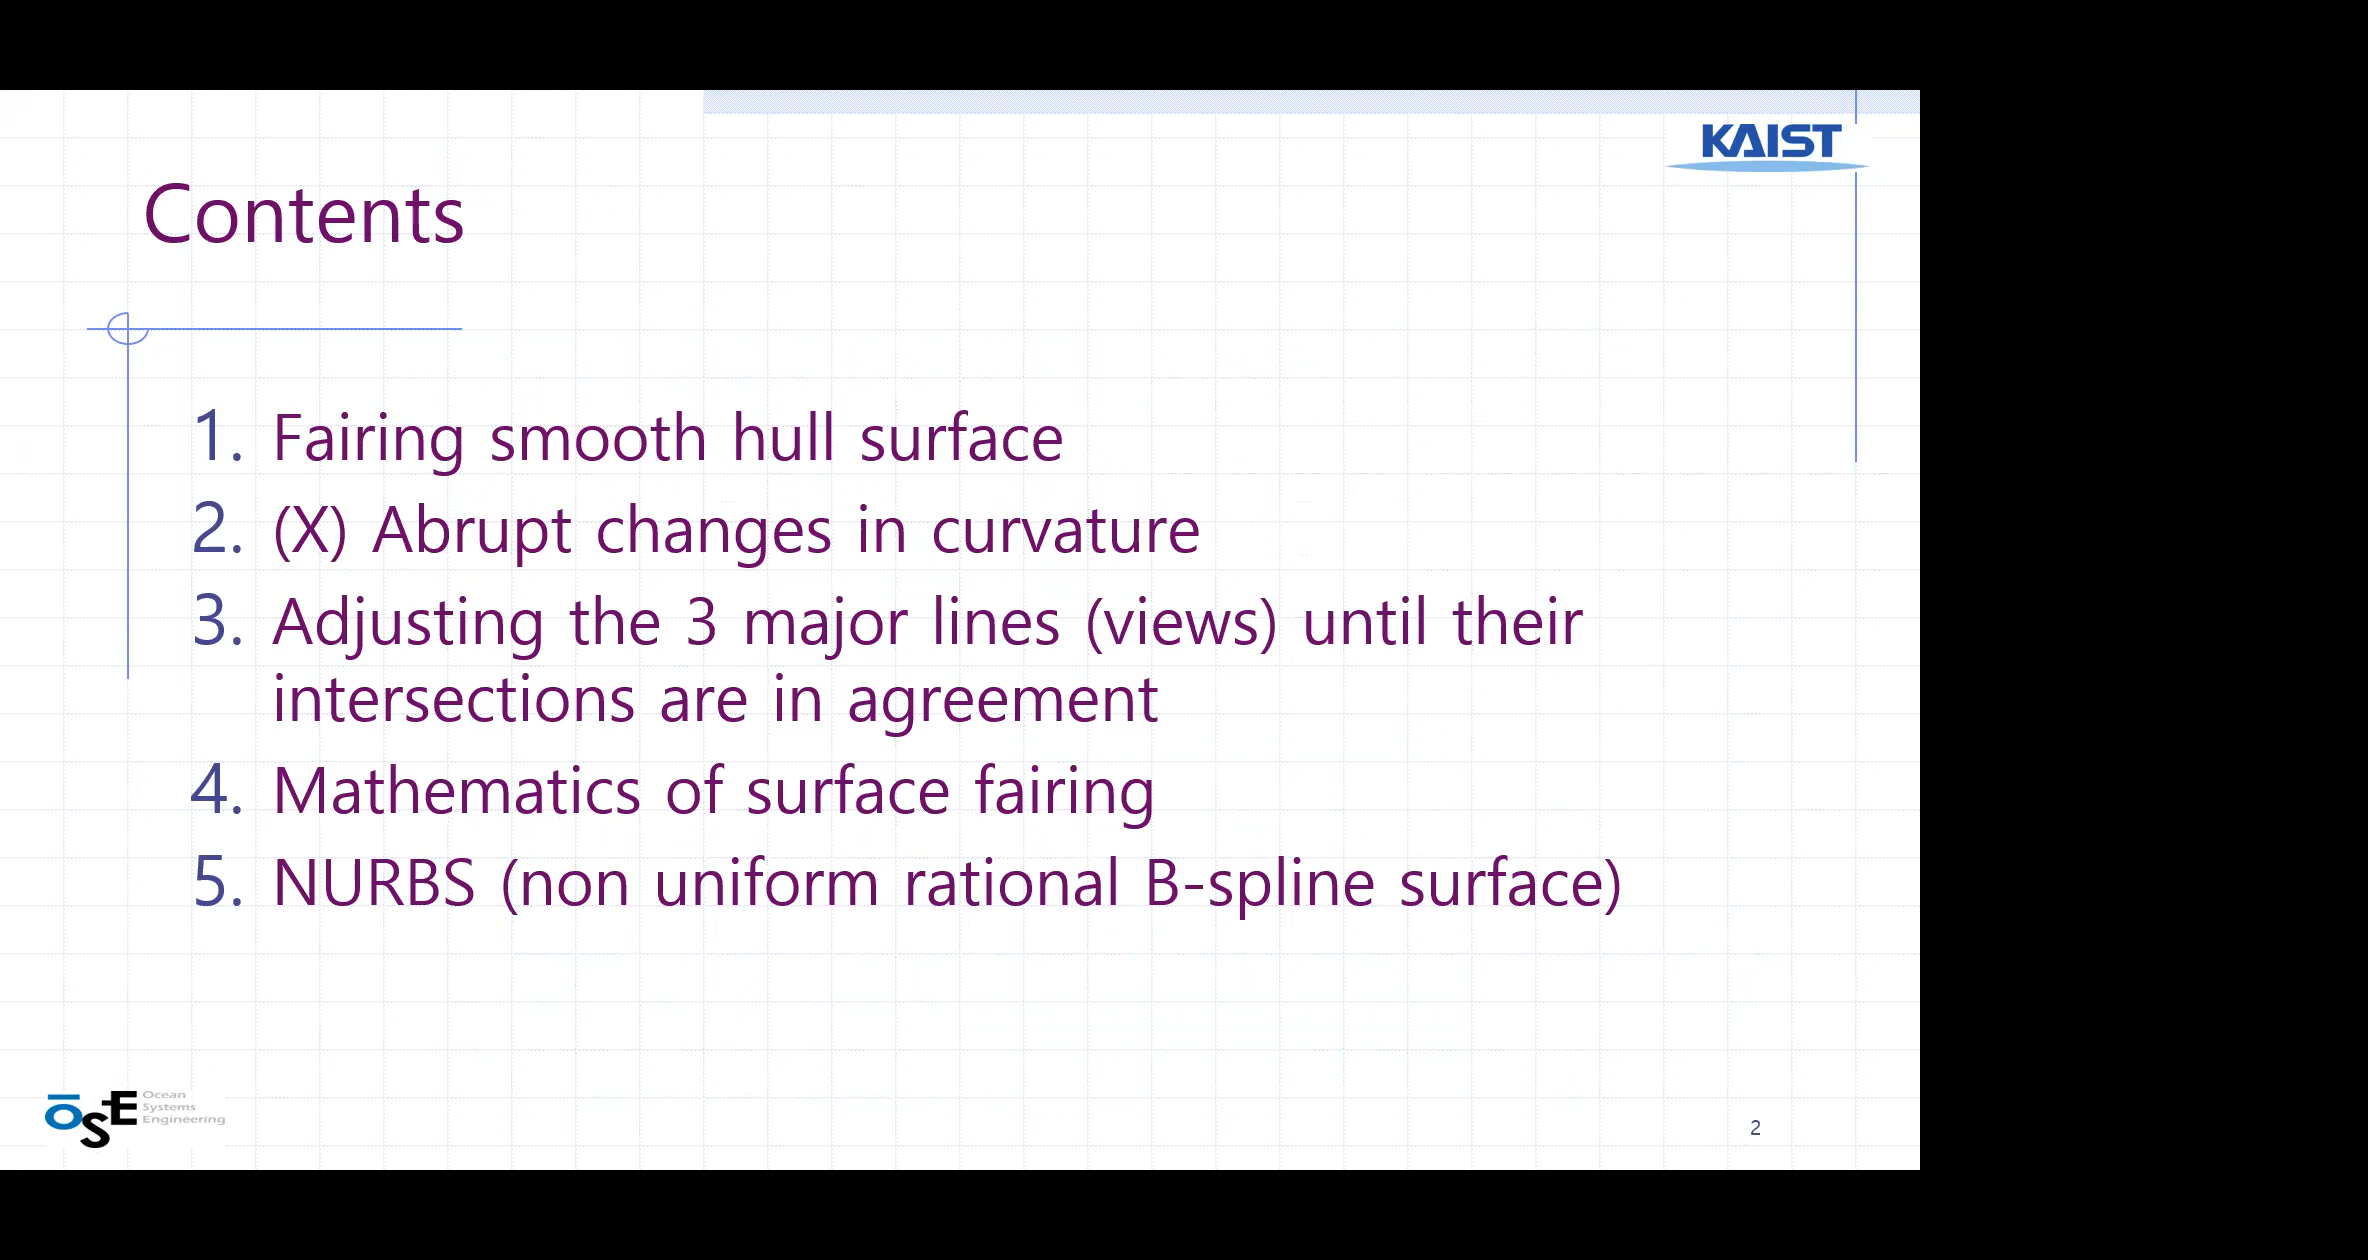 KAIST
Contents
1. Fairing smooth hull surface
2. (X) Abrupt changes in curvature
3. Adjusting the 3 major lines (views) until their
intersections are in agreement
4. Mathematics of surface fairing
5. NURBS (non uniform rational B-spline surface)
OSE
Ocean
Systems
Engineering
2